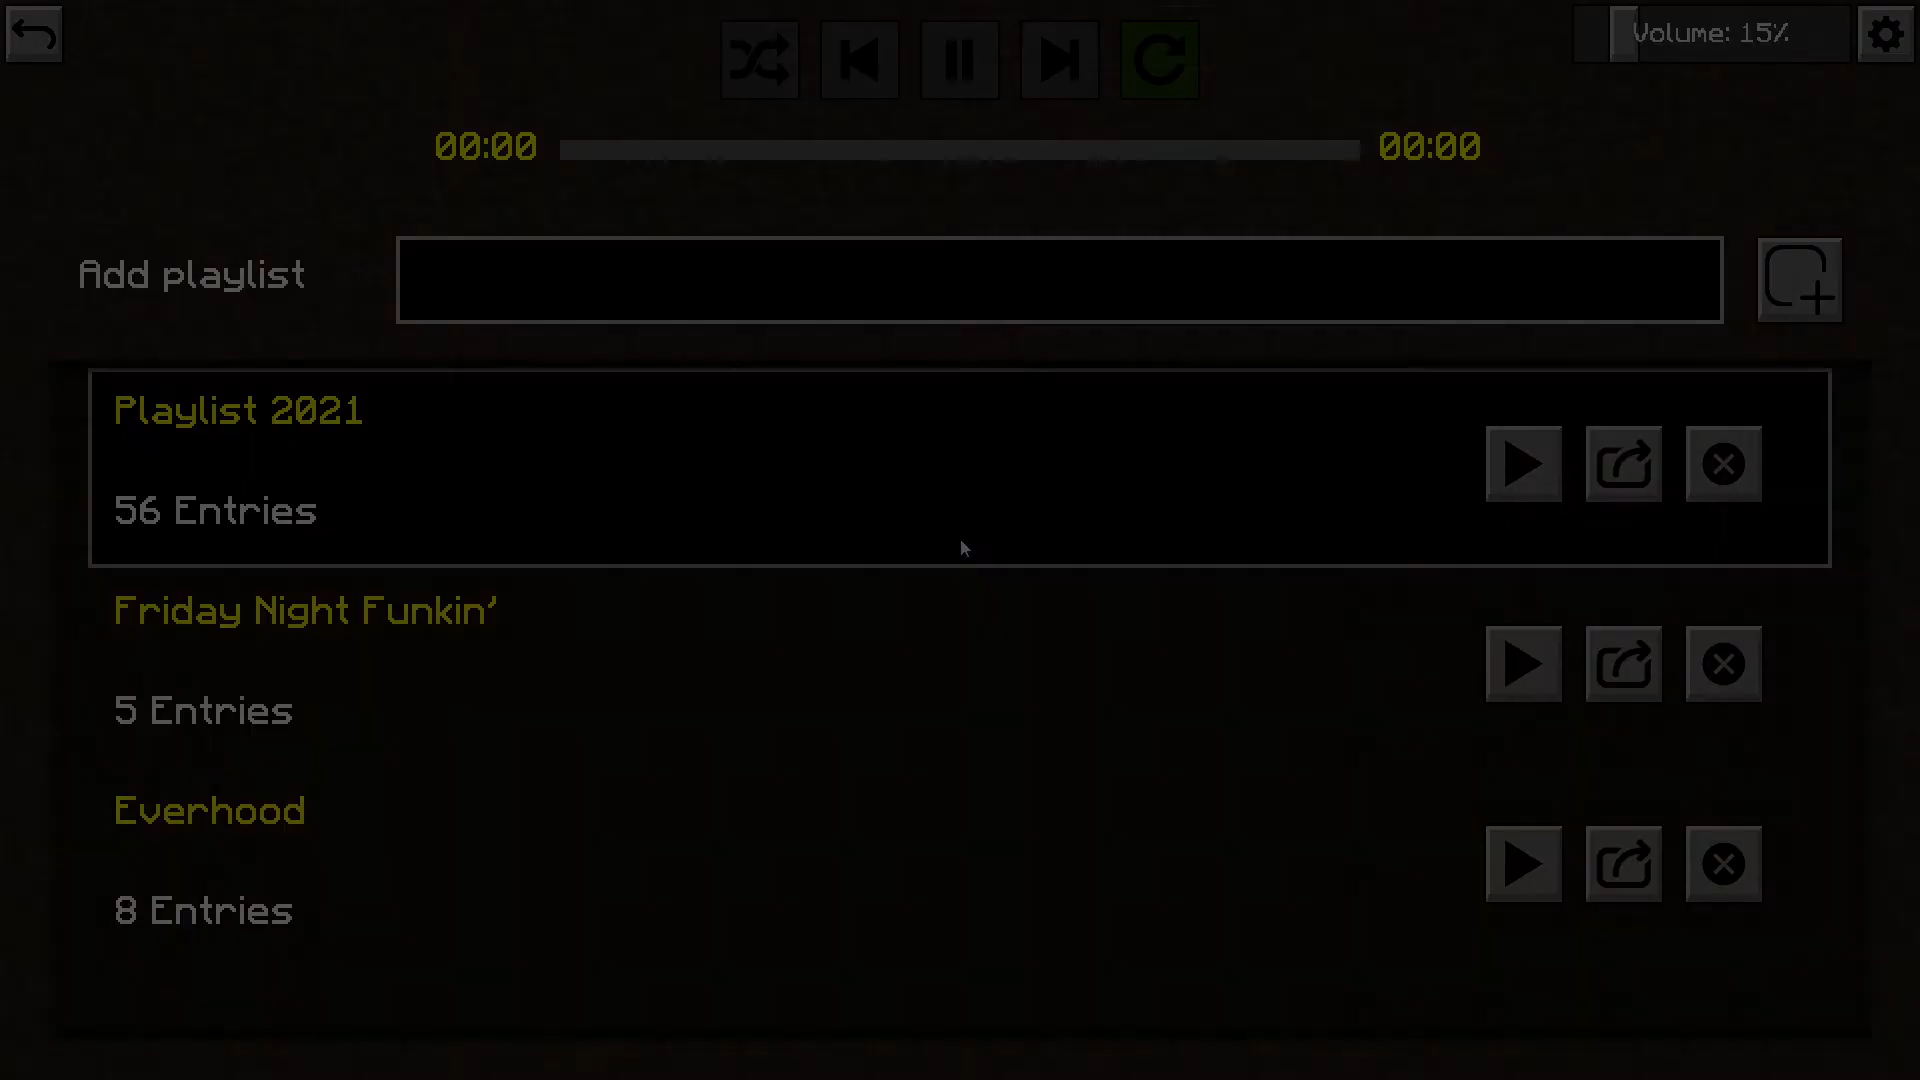 Volume: 15%
00:00
00:00
Add playlist
Playlist 2021
56 Entries
Friday Night Funkin'
5 Entries
Everhood
8 Entries